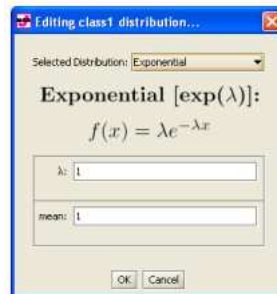 Editing class1 distribution...
Selected Distribution: Exponential
Exponential [exp(λ)]:
f(x) = λe^{-λx}
λ: 1
mean: 1
OK Cancel